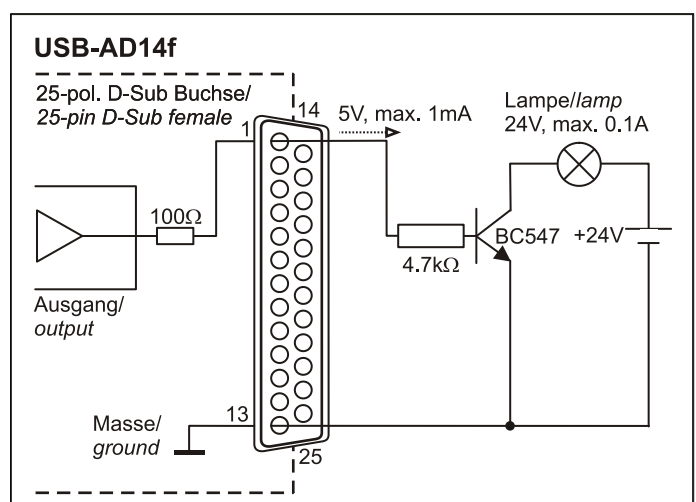 USB-AD14f
25-pol. D-Sub Buchse/
25-pin D-Sub female
14
1
5V, max. 1mA
Lampe/lamp
24V, max. 0.1A
100Ω
BC547
+24V
4.7kΩ
Ausgang/
output
13
Masse/
ground
25